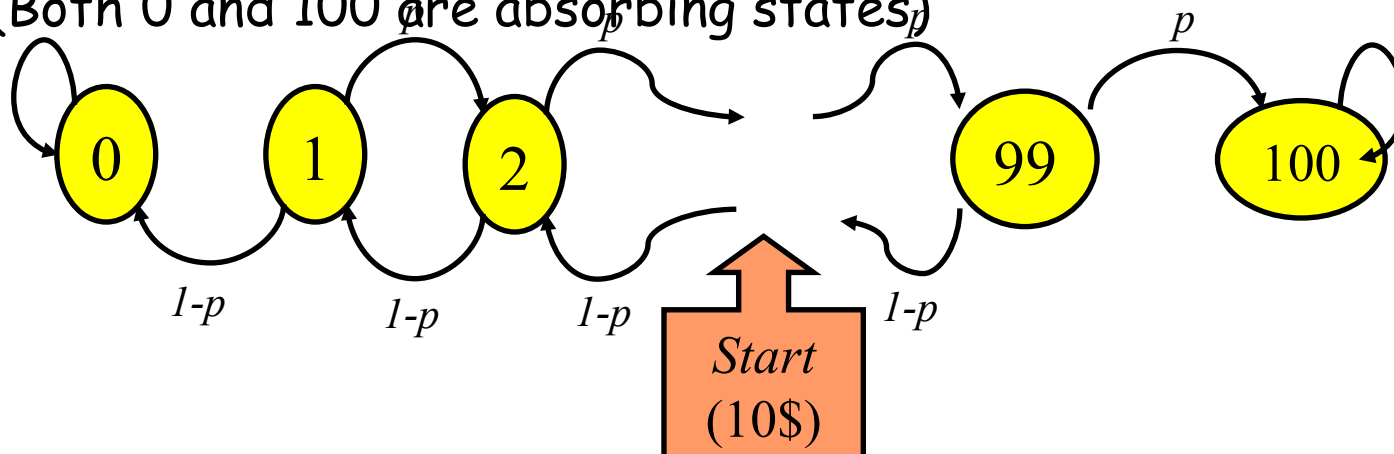 (Both 0 and 100 are absorbing states)
p
p
p
p
0
1
2
99
100
1-p
1-p
1-p
1-p
Start
(10$)